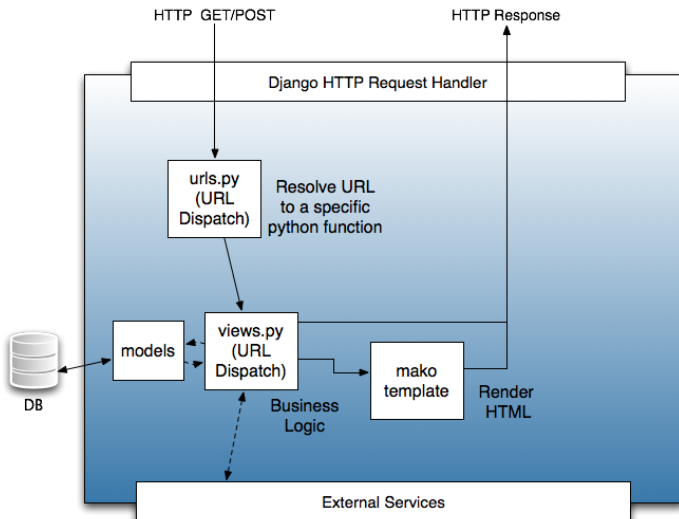 HTTP GET/POST
HTTP Response
Django HTTP Request Handler
urls.py
(URL
Dispatch)
Resolve URL
to a specific
python function
views.py
(URL
Dispatch)
models
DB
mako
template
Business
Logic
Render
HTML
External Services